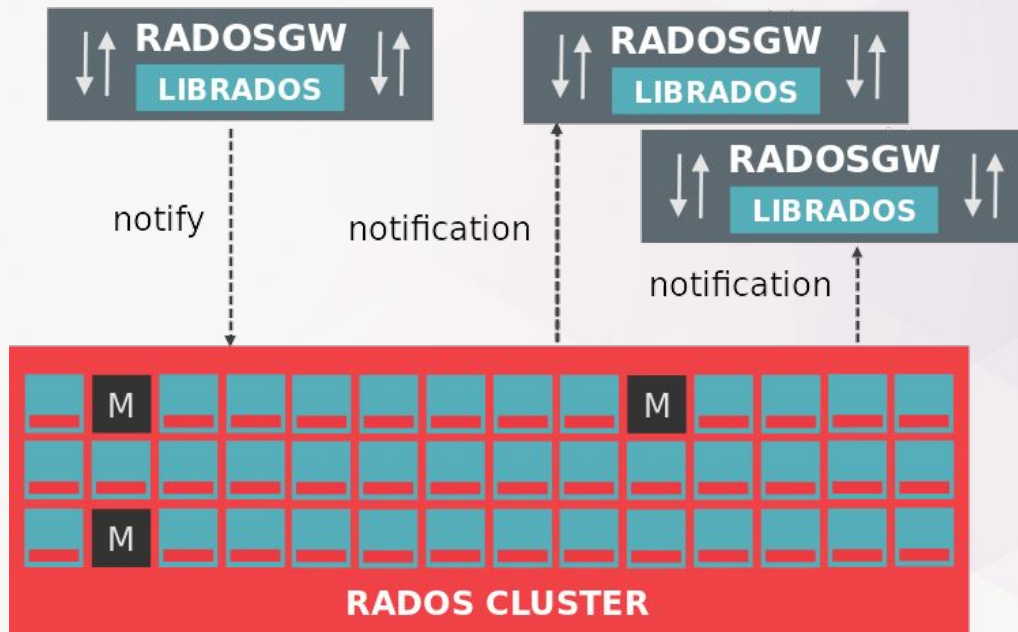 RADOSGW
LIBRADOS
RADOSGW
LIBRADOS
RADOSGW
LIBRADOS
notify
notification
notification
M
M
M
RADOS CLUSTER